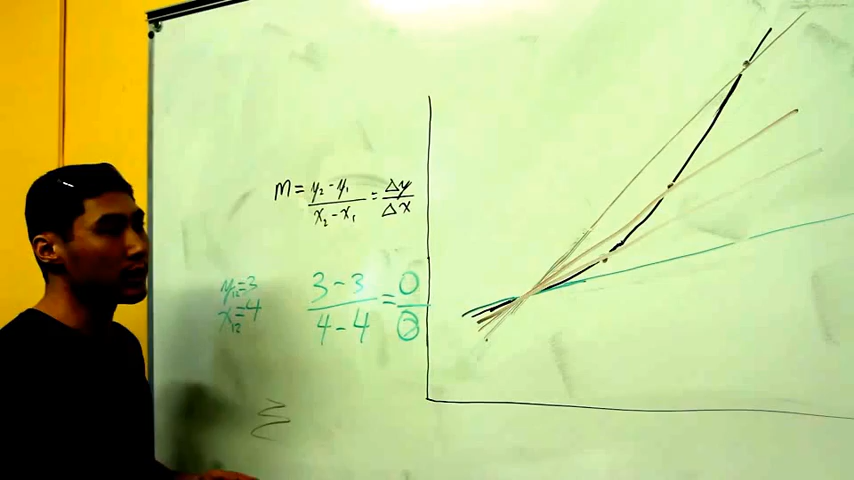 m = y₂ - y₁ / x₂ - x₁ = Δy / Δx
y₁₂ = 3
x₁₂ = 4
3 - 3 / 4 - 4 = 0 / 0